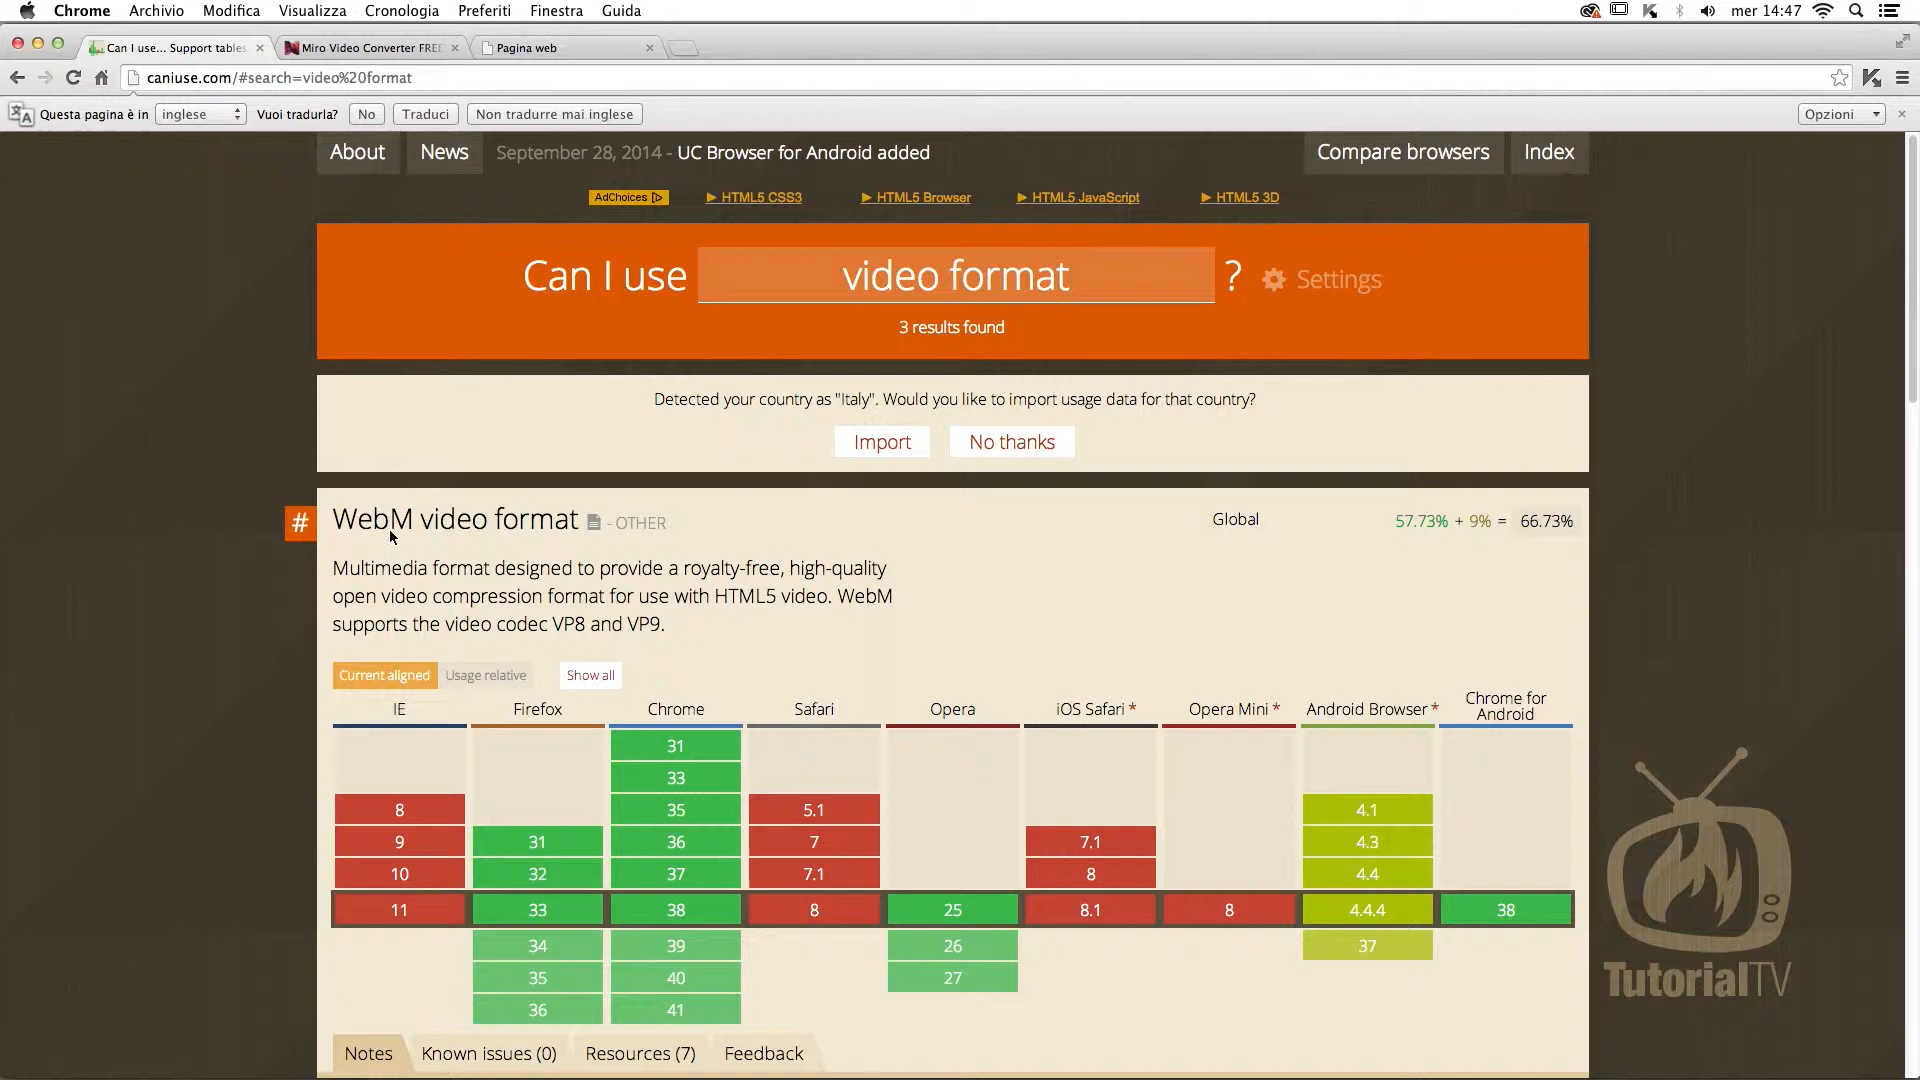 Chrome Archivio Modifica Visualizza Cronologia Preferiti Finestra Guida mer 14:47
Can I use... Support tables Miro Video Converter FREE Pagina web
caniuse.com/#search=video%20format
Questa pagina è in inglese Vuoi tradurla? No Traduci Non tradurre mai inglese Opzioni
About News September 28, 2014 - UC Browser for Android added Compare browsers Index
AdChoices HTML5 CSS3 HTML5 Browser HTML5 JavaScript HTML5 3D
Can I use video format ? Settings
3 results found
Detected your country as "Italy". Would you like to import usage data for that country?
Import No thanks
# WebM video format - OTHER Global 57.73% + 9% = 66.73%
Multimedia format designed to provide a royalty-free, high-quality
open video compression format for use with HTML5 video. WebM
supports the video codec VP8 and VP9.
Current aligned Usage relative Show all
IE Firefox Chrome Safari Opera iOS Safari * Opera Mini * Android Browser * Chrome for Android
31
33
8 35 5.1 4.1
9 31 36 7 7.1 4.3
10 32 37 7.1 8 4.4
11 33 38 8 25 8.1 8 4.4.4 38
34 39 26 37
35 40 27
36 41
Notes Known issues (0) Resources (7) Feedback
TutorialTV